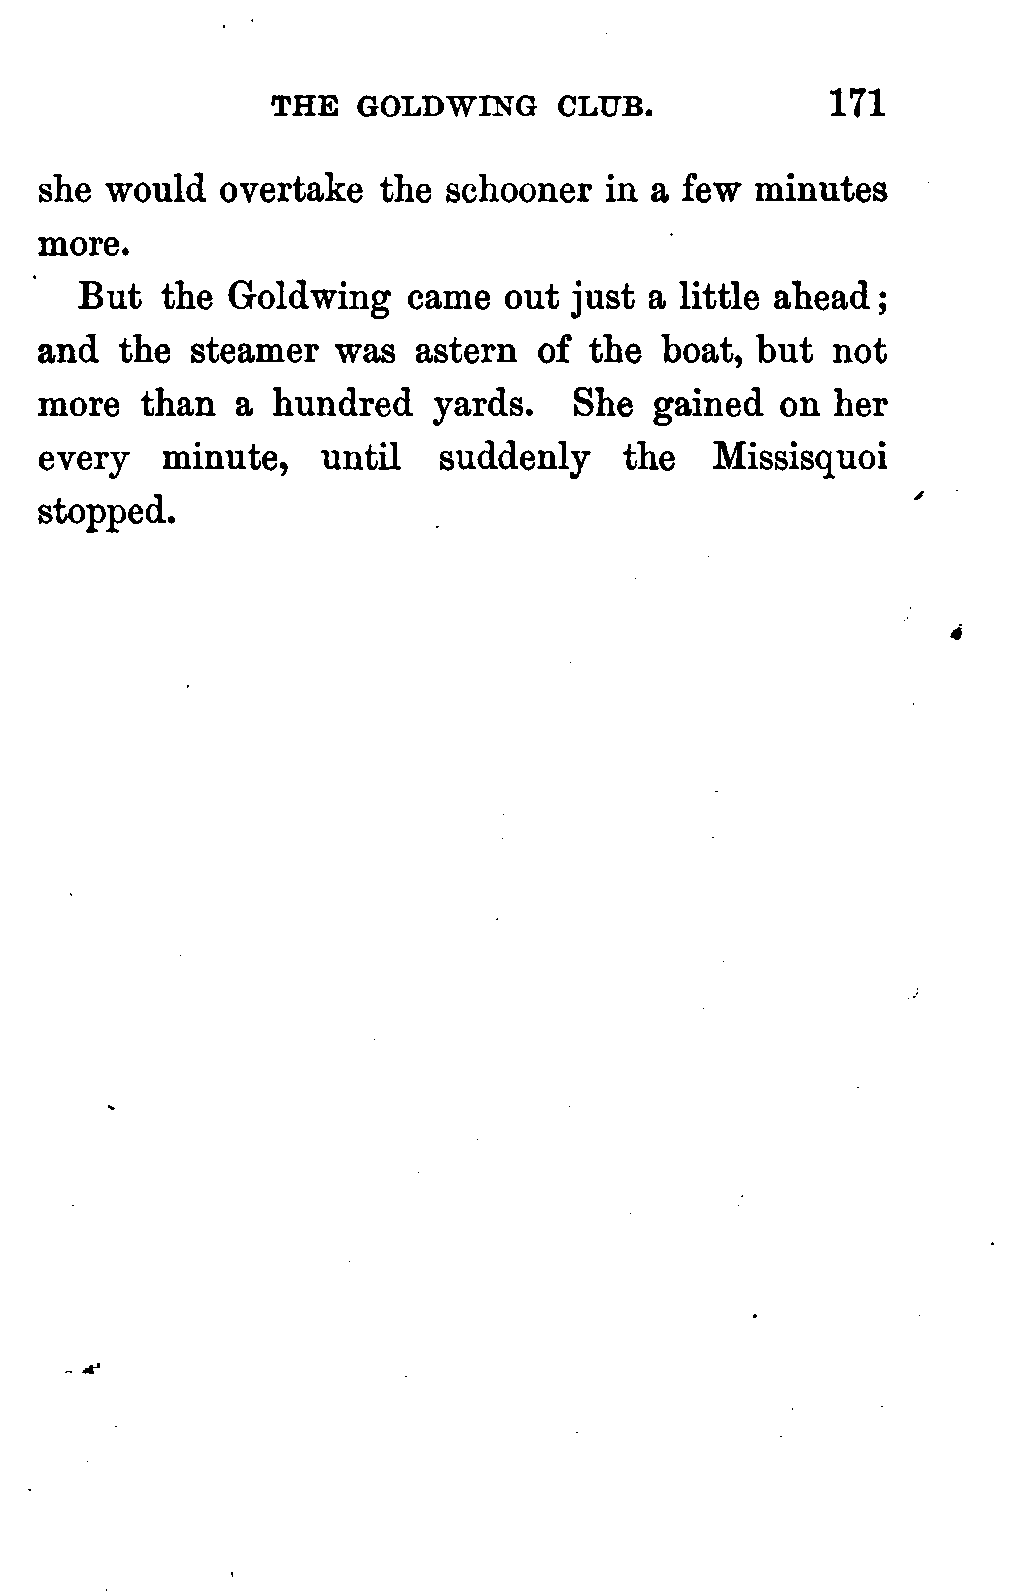 THE GOLDWING CLUB. 171
she would overtake the schooner in a few minutes
more.
But the Goldwing came out just a little ahead;
and the steamer was astern of the boat, but not
more than a hundred yards. She gained on her
every minute, until suddenly the Missisquoi
stopped.